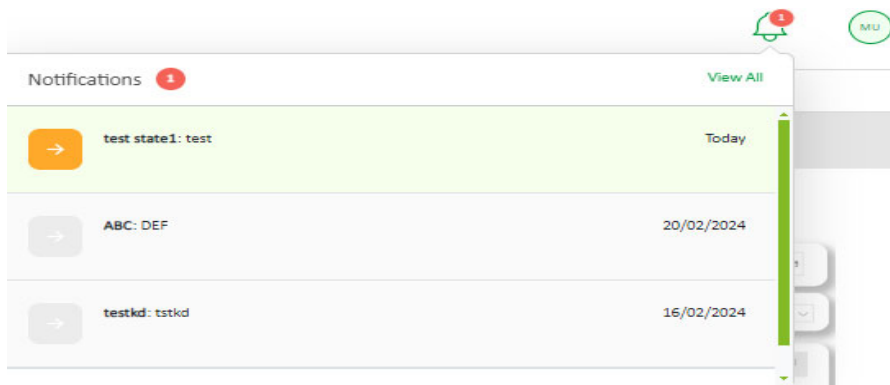 1
MU
Notifications 1 View All
test state1: test Today
ABC: DEF 20/02/2024
testkd: tstkd 16/02/2024